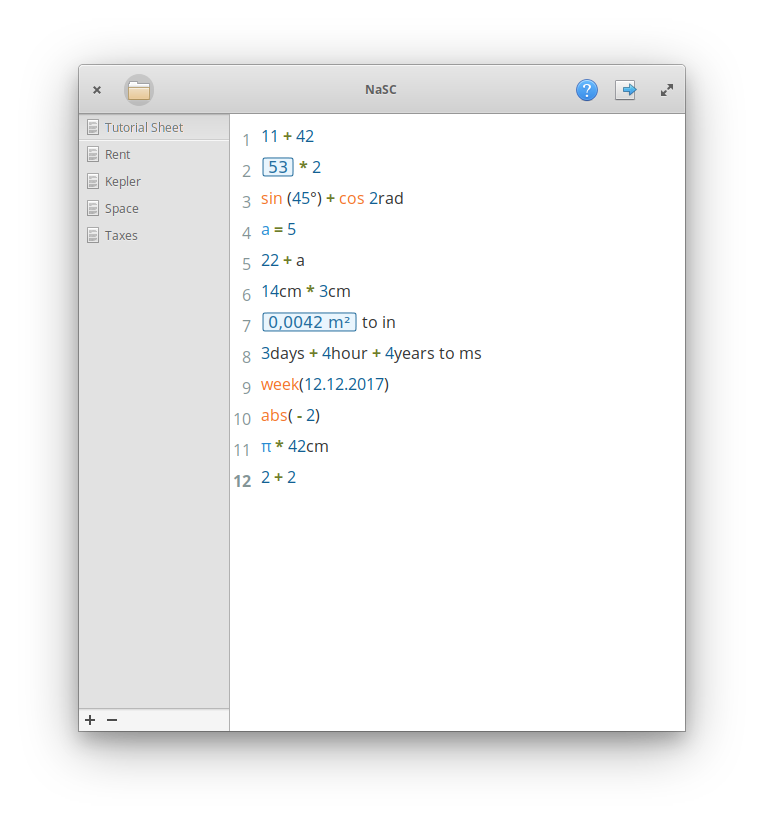 NaSC
Tutorial Sheet
Rent
Kepler
Space
Taxes
1 11 + 42
2 53 * 2
3 sin (45°) + cos 2rad
4 a = 5
5 22 + a
6 14cm * 3cm
7 0,0042 m² to in
8 3days + 4hour + 4years to ms
9 week(12.12.2017)
10 abs( - 2)
11 π * 42cm
12 2 + 2